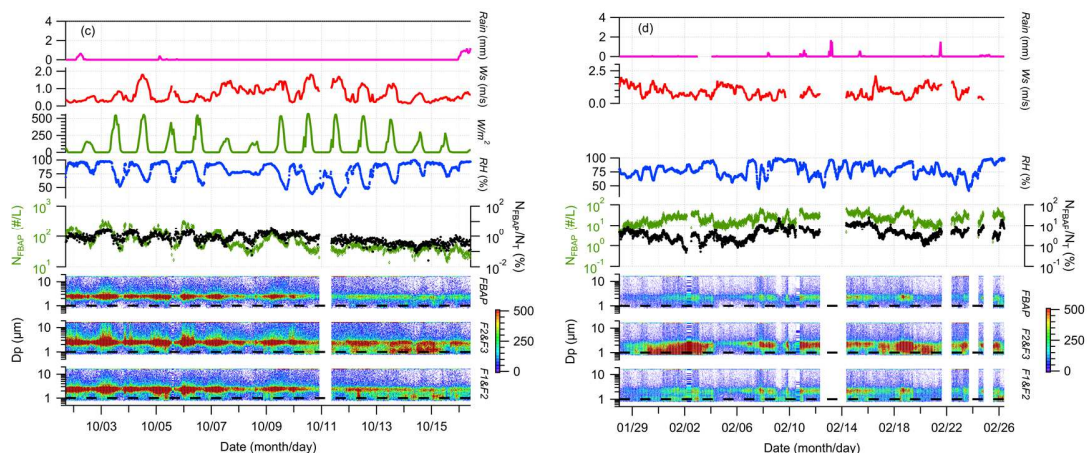 (c)
4
2
0
Rain (mm)
2.0
1.0
0.0
Ws (m/s)
500
250
0
W/m²
100
75
50
RH (%)
10³
10²
10¹
N_FBAP (#/L)
10²
10⁰
10⁻²
N_FBAP/N_T (%)
10
1
FBAP
10
1
F2&F3
10
1
F1&F2
Dp (µm)
500
250
0
10/03 10/05 10/07 10/09 10/11 10/13 10/15
Date (month/day)
(d)
4
2
0
Rain (mm)
2.5
0.0
Ws (m/s)
100
75
50
RH (%)
10²
10¹
10⁰
10⁻¹
N_FBAP (#/L)
10²
10¹
10⁰
10⁻¹
N_FBAP/N_T (%)
10
1
FBAP
10
1
F2&F3
10
1
F1&F2
Dp (µm)
500
250
0
01/29 02/02 02/06 02/10 02/14 02/18 02/22 02/26
Date (month/day)